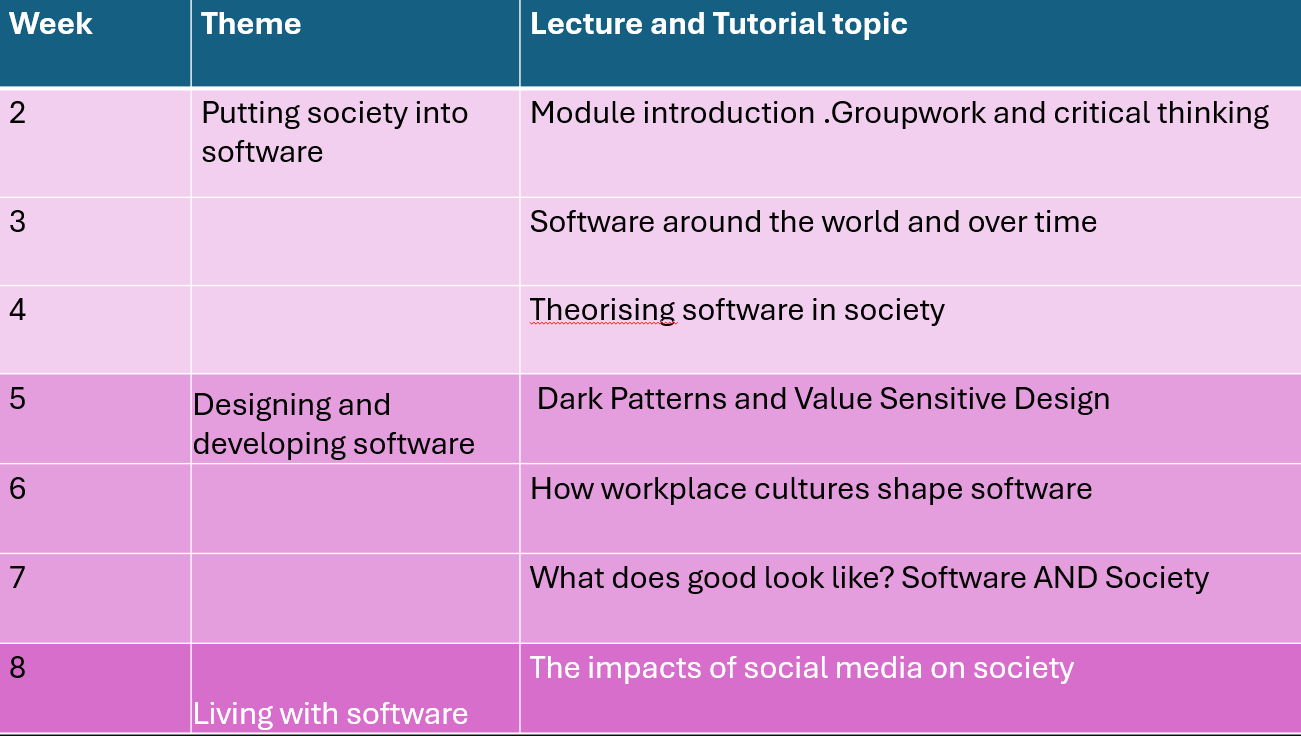 Week Theme Lecture and Tutorial topic
2 Putting society into Module introduction .Groupwork and critical thinking
software
3 Software around the world and over time
4 Theorising software in society
5 Designing and Dark Patterns and Value Sensitive Design
developing software
6 How workplace cultures shape software
7 What does good look like? Software AND Society
8 The impacts of social media on society
Living with software